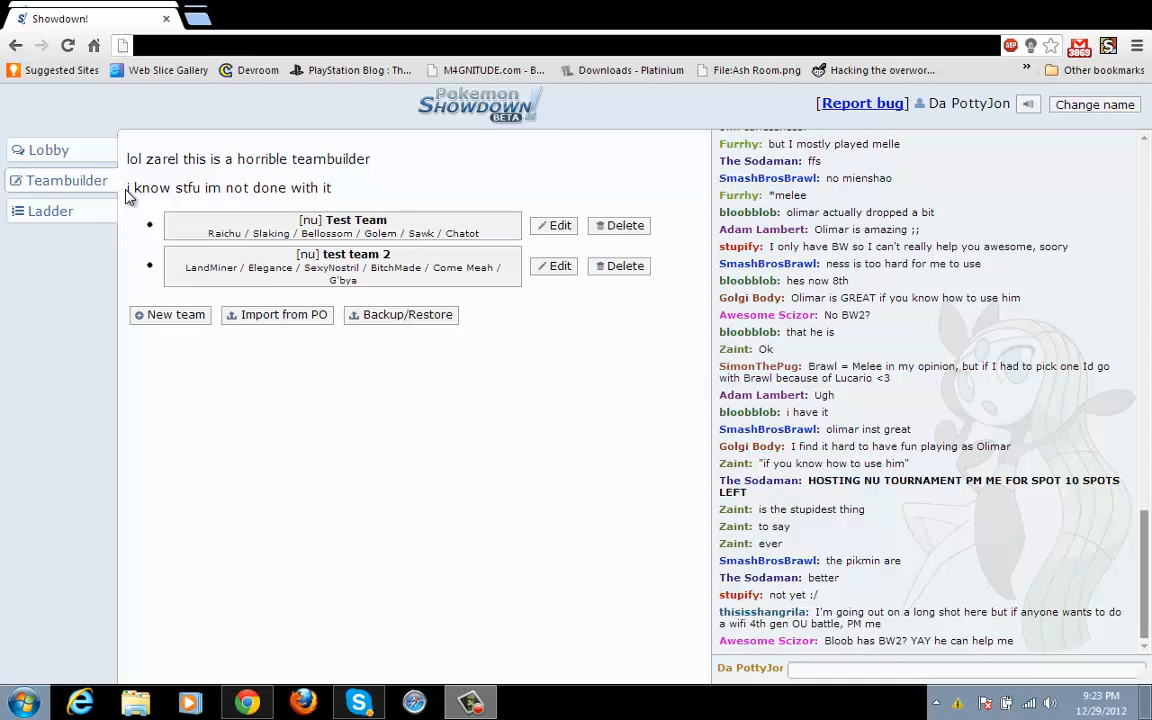 Showdown!
3869
Suggested Sites
Web Slice Gallery
Devroom
PlayStation Blog : Th...
M4GNITUDE.com - B...
Downloads - Platinium
File:Ash Room.png
Hacking the overwor...
»
Other bookmarks
Pokemon
SHOWDOWN
BETA
[Report bug]
Da PottyJon
Change name
Lobby
Teambuilder
Ladder
lol zarel this is a horrible teambuilder
i know stfu im not done with it
[nu] Test Team
Raichu / Slaking / Bellossom / Golem / Sawk / Chatot
Edit
Delete
[nu] test team 2
LandMiner / Elegance / SexyNostril / BitchMade / Come Meah /
G'bya
Edit
Delete
New team
Import from PO
Backup/Restore
Furrhy: but I mostly played melle
The Sodaman: ffs
SmashBrosBrawl: no mienshao
Furrhy: *melee
bloobblob: olimar actually dropped a bit
Adam Lambert: Olimar is amazing ;;
stupify: I only have BW so I can't really help you awesome, soory
SmashBrosBrawl: ness is too hard for me to use
bloobblob: hes now 8th
Golgi Body: Olimar is GREAT if you know how to use him
Awesome Scizor: No BW2?
bloobblob: that he is
Zaint: Ok
SimonThePug: Brawl = Melee in my opinion, but if I had to pick one Id go
with Brawl because of Lucario <3
Adam Lambert: Ugh
bloobblob: i have it
SmashBrosBrawl: olimar inst great
Golgi Body: I find it hard to have fun playing as Olimar
Zaint: "if you know how to use him"
The Sodaman: HOSTING NU TOURNAMENT PM ME FOR SPOT 10 SPOTS
LEFT
Zaint: is the stupidest thing
Zaint: to say
Zaint: ever
SmashBrosBrawl: the pikmin are
The Sodaman: better
stupify: not yet :/
thisisshangrila: I'm going out on a long shot here but if anyone wants to do
a wifi 4th gen OU battle, PM me
Awesome Scizor: Bloob has BW2? YAY he can help me
Da PottyJon
9:23 PM
12/29/2012